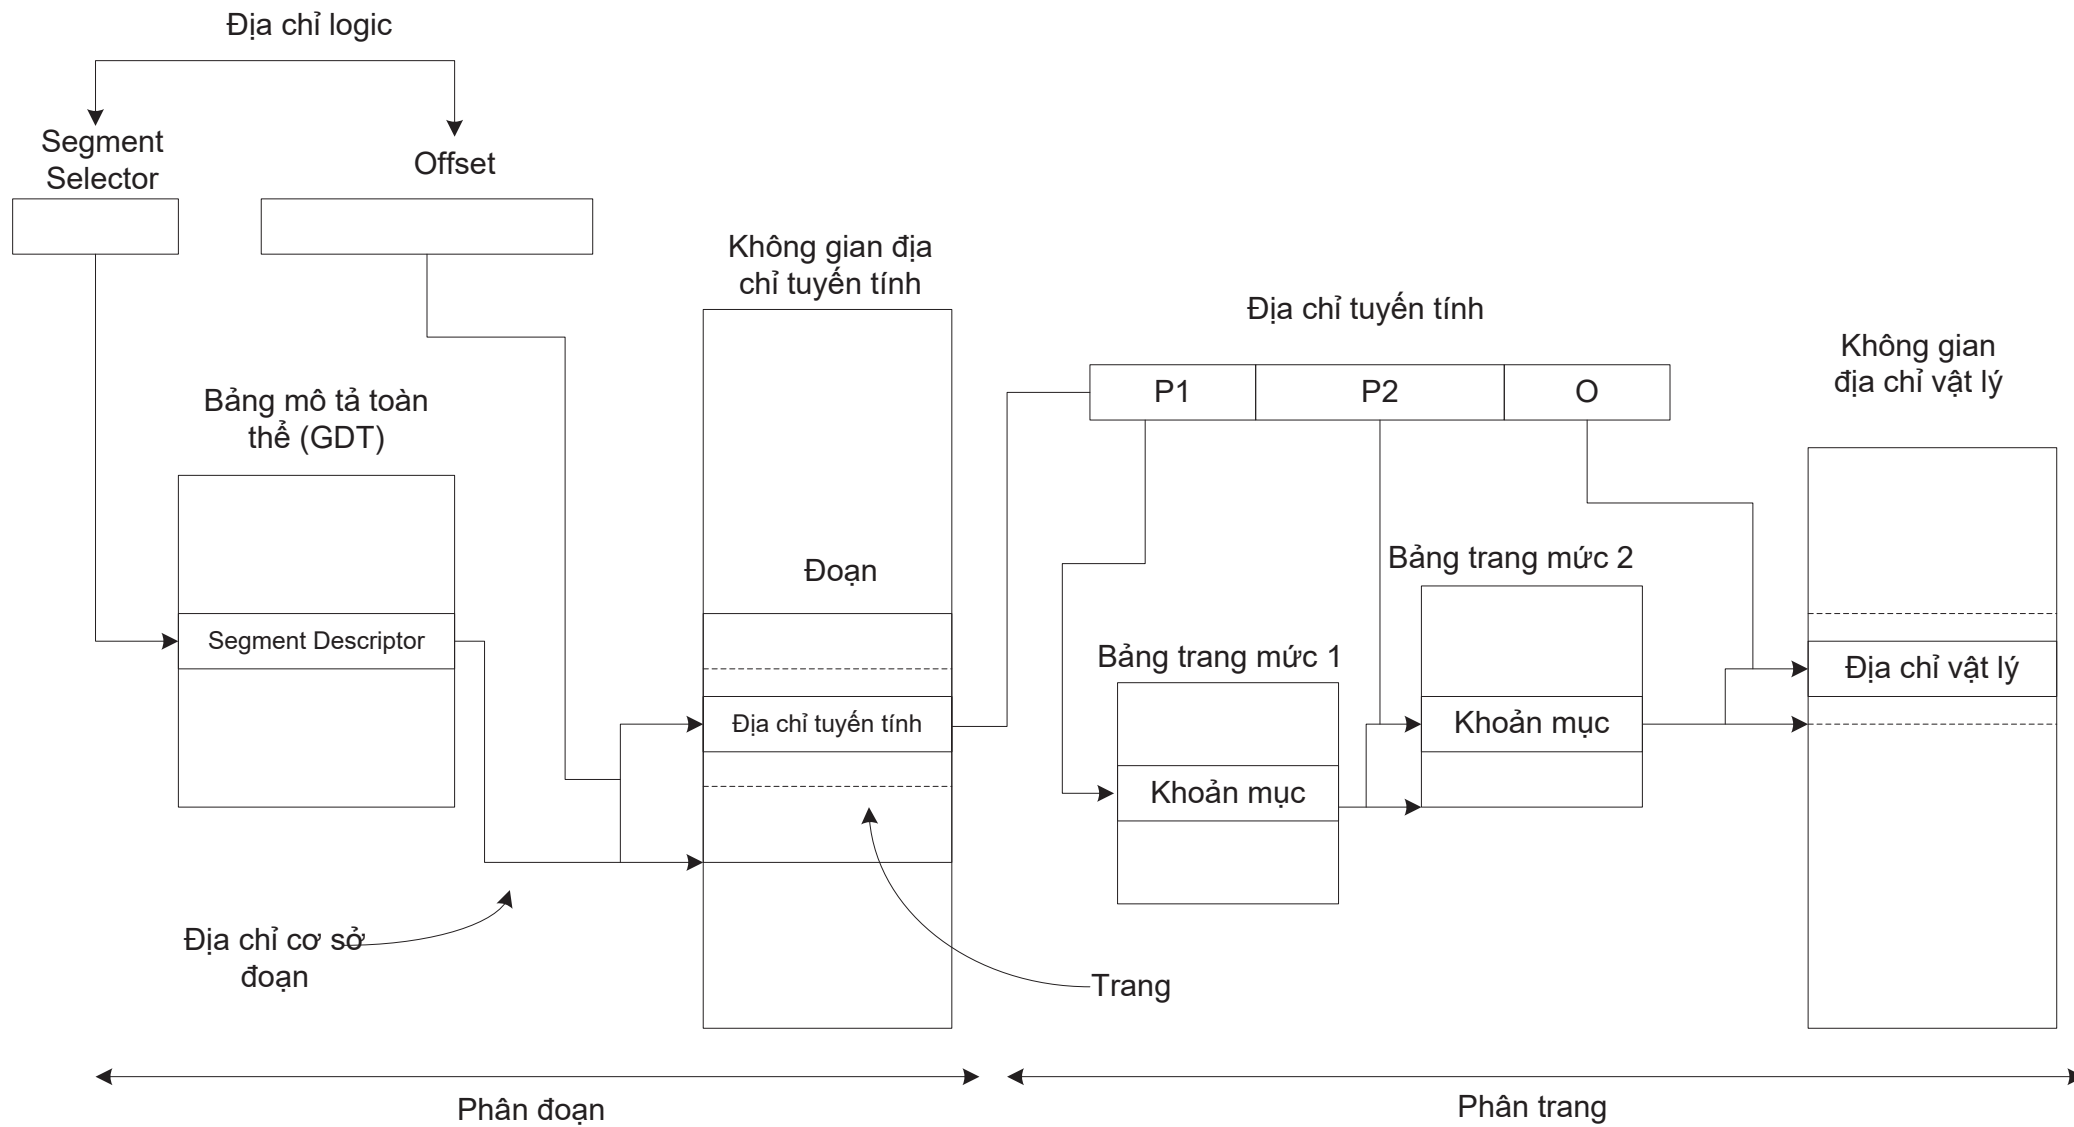 Địa chỉ logic
Segment
Selector
Offset
Không gian địa
chỉ tuyến tính
Địa chỉ tuyến tính
Không gian
địa chỉ vật lý
P1
P2
O
Bảng mô tả toàn
thể (GDT)
Đoạn
Bảng trang mức 2
Segment Descriptor
Bảng trang mức 1
Địa chỉ vật lý
Địa chỉ tuyến tính
Khoản mục
Khoản mục
Địa chỉ cơ sở
đoạn
Trang
Phân đoạn
Phân trang